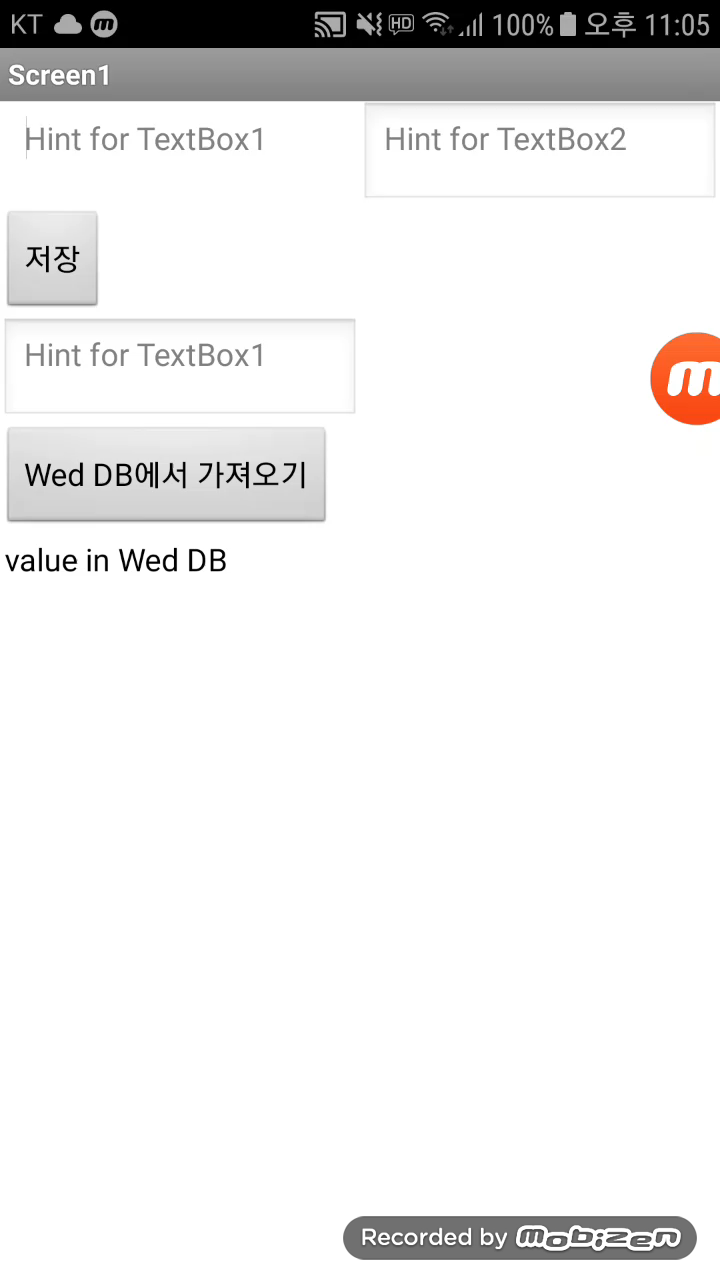 KT HD 100% 오후 11:05
Screen1
Hint for TextBox1 Hint for TextBox2
저장
Hint for TextBox1
m
Wed DB에서 가져오기
value in Wed DB
Recorded by mobizen